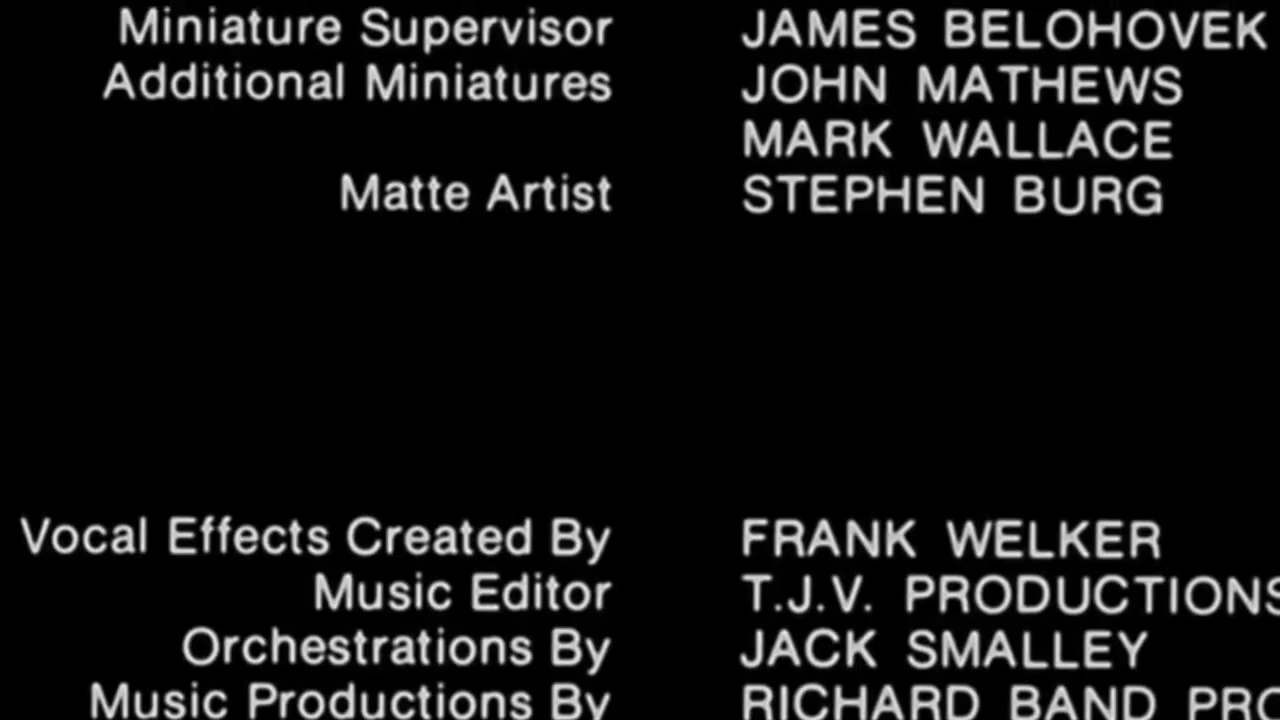 Miniature Supervisor JAMES BELOHOVEK
Additional Miniatures JOHN MATHEWS
MARK WALLACE
Matte Artist STEPHEN BURG
Vocal Effects Created By FRANK WELKER
Music Editor T.J.V. PRODUCTIONS
Orchestrations By JACK SMALLEY
Music Productions By RICHARD BAND PRO